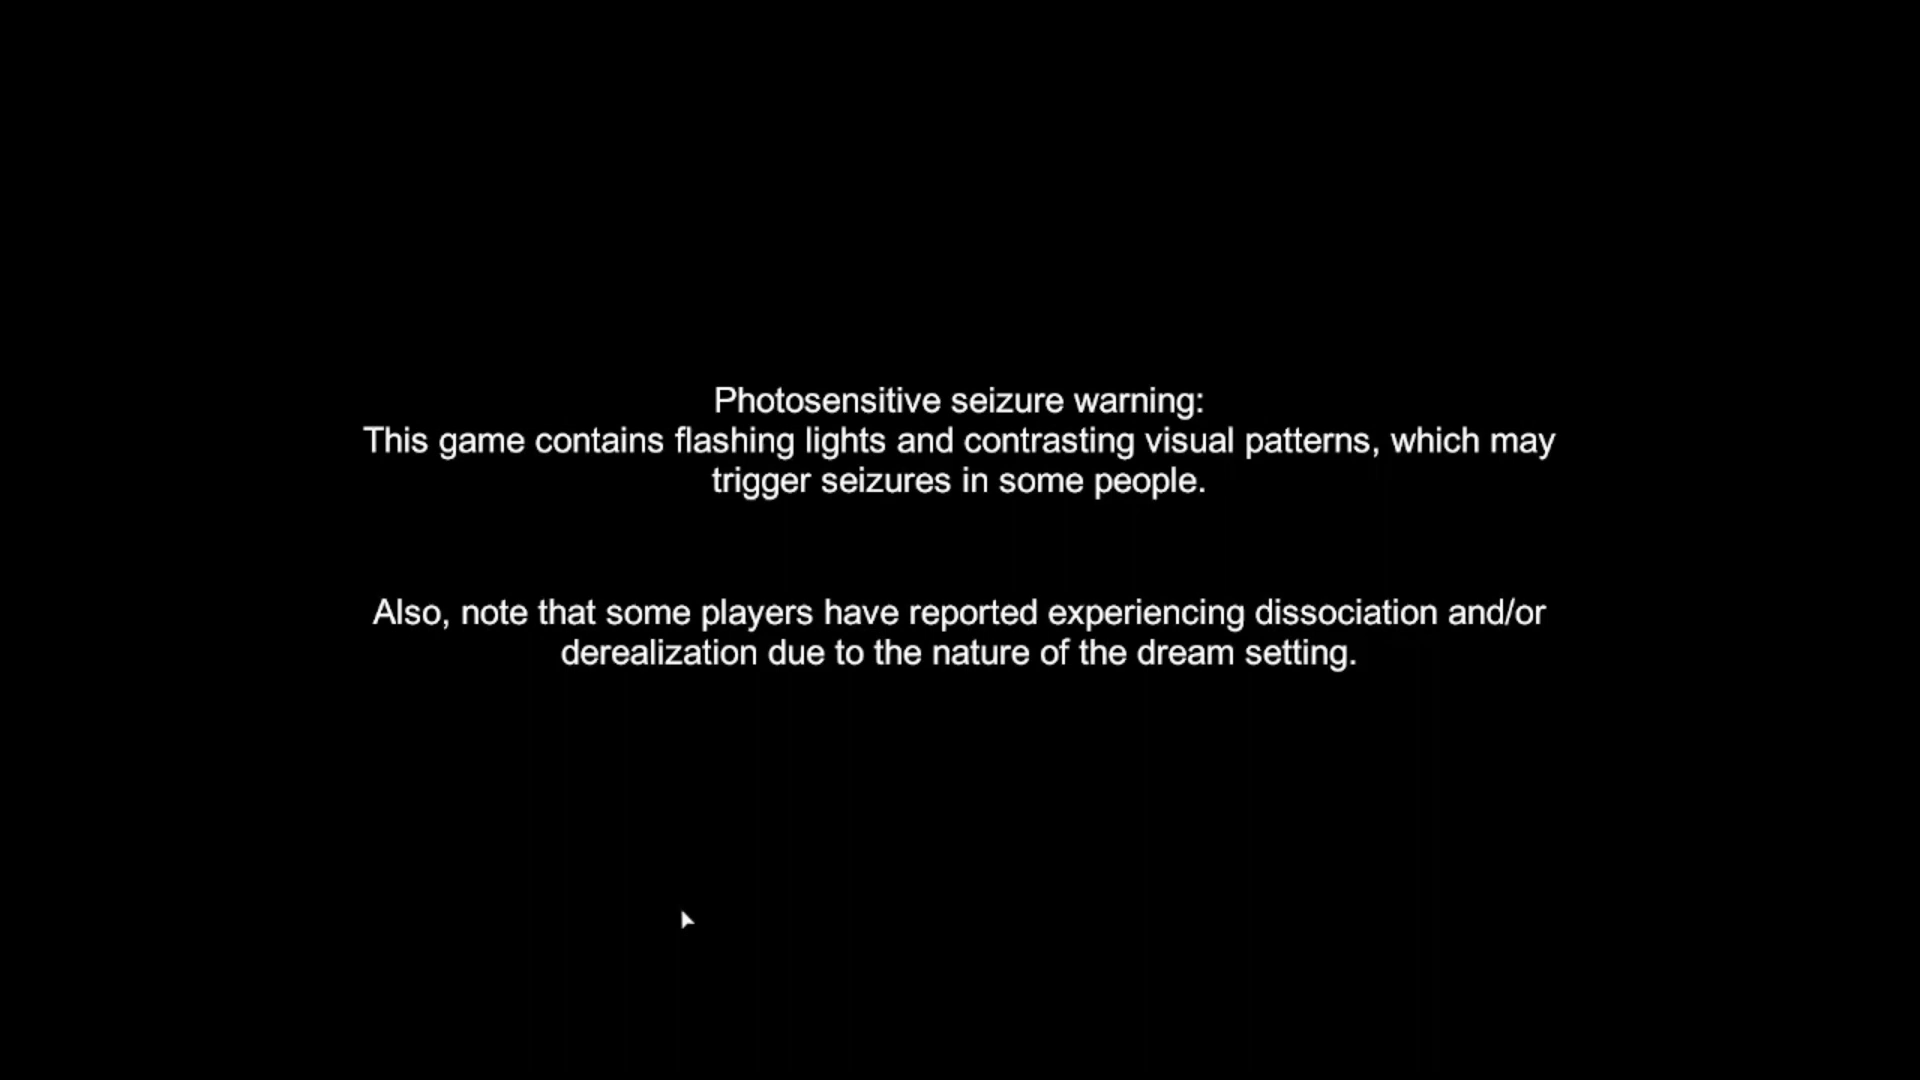 Photosensitive seizure warning:
This game contains flashing lights and contrasting visual patterns, which may
trigger seizures in some people.
Also, note that some players have reported experiencing dissociation and/or
derealization due to the nature of the dream setting.